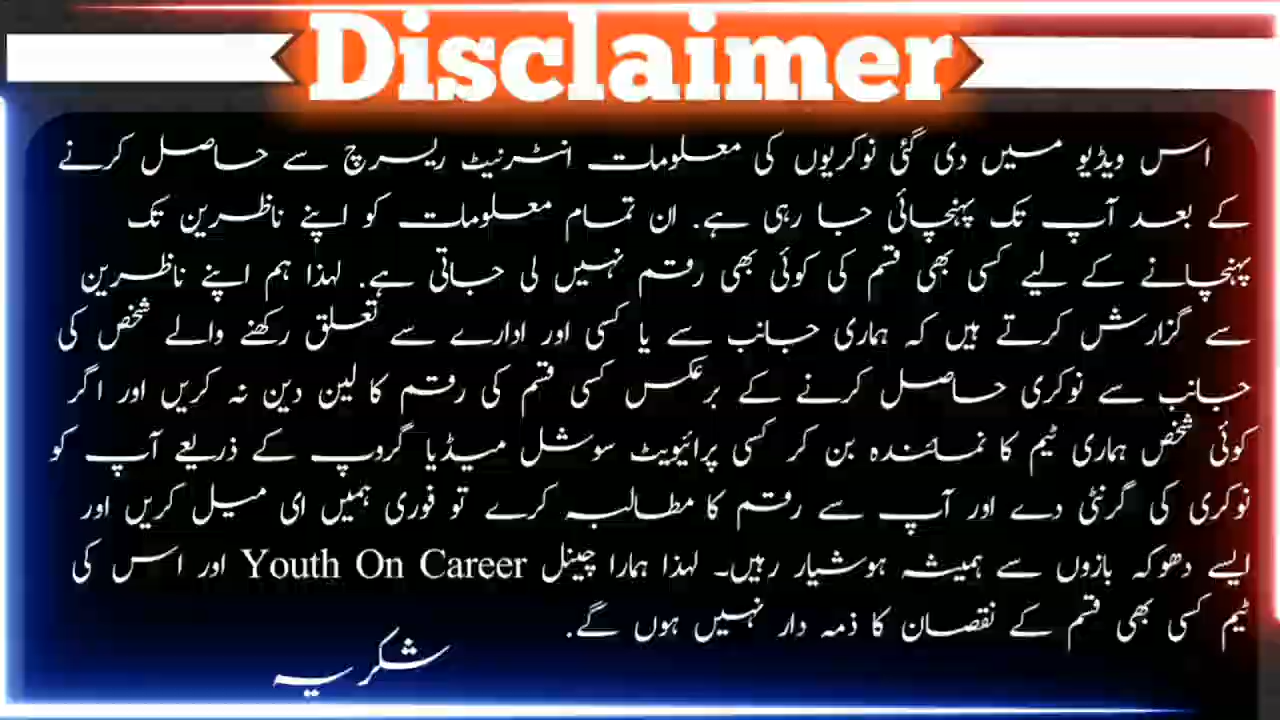 Disclaimer
اس ویڈیو میں دی گئی نوکریوں کی معلومات انٹرنیٹ ریسرچ سے حاصل کرنے
کے بعد آپ تک پہنچائی جا رہی ہے. ان تمام معلومات کو اپنے ناظرین تک
پہنچانے کے لیے کسی بھی قسم کی کوئی بھی رقم نہیں لی جاتی ہے. لہذا ہم اپنے ناظرین
سے گزارش کرتے ہیں کہ ہماری جانب سے یا کسی اور ادارے سے تعلق رکھنے والے شخص کی
جانب سے نوکری حاصل کرنے کے برعکس کسی قسم کی رقم کا لین دین نہ کریں اور اگر
کوئی شخص ہماری ٹیم کا نمائندہ بن کر کسی پرائیویٹ سوشل میڈیا گروپ کے ذریعے آپ کو
نوکری کی گرنٹی دے اور آپ سے رقم کا مطالبہ کرے تو فوری ہمیں ای میل کریں اور
ایسے دھوکہ بازوں سے ہمیشہ ہوشیار رہیں۔ لہذا ہمارا چینل Youth On Career اور اس کی
ٹیم کسی بھی قسم کے نقصان کا ذمہ دار نہیں ہوں گے.
شکریہ